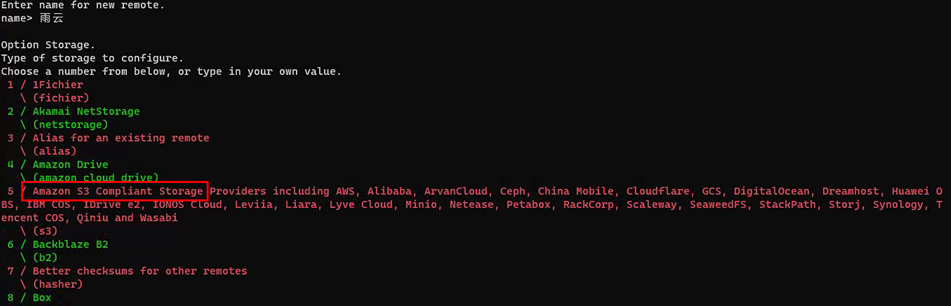 Enter name for new remote.
name> 雨云
Option Storage.
Type of storage to configure.
Choose a number from below, or type in your own value.
1 / 1Fichier
\ (fichier)
2 / Akamai NetStorage
\ (netstorage)
3 / Alias for an existing remote
\ (alias)
4 / Amazon Drive
\ (amazon cloud drive)
5 / Amazon S3 Compliant Storage Providers including AWS, Alibaba, ArvanCloud, Ceph, China Mobile, Cloudflare, GCS, DigitalOcean, Dreamhost, Huawei O
BS, IBM COS, IDrive e2, IONOS Cloud, Leviia, Liara, Lyve Cloud, Minio, Netease, Petabox, RackCorp, Scaleway, SeaweedFS, StackPath, Storj, Synology, T
encent COS, Qiniu and Wasabi
\ (s3)
6 / Backblaze B2
\ (b2)
7 / Better checksums for other remotes
\ (hasher)
8 / Box